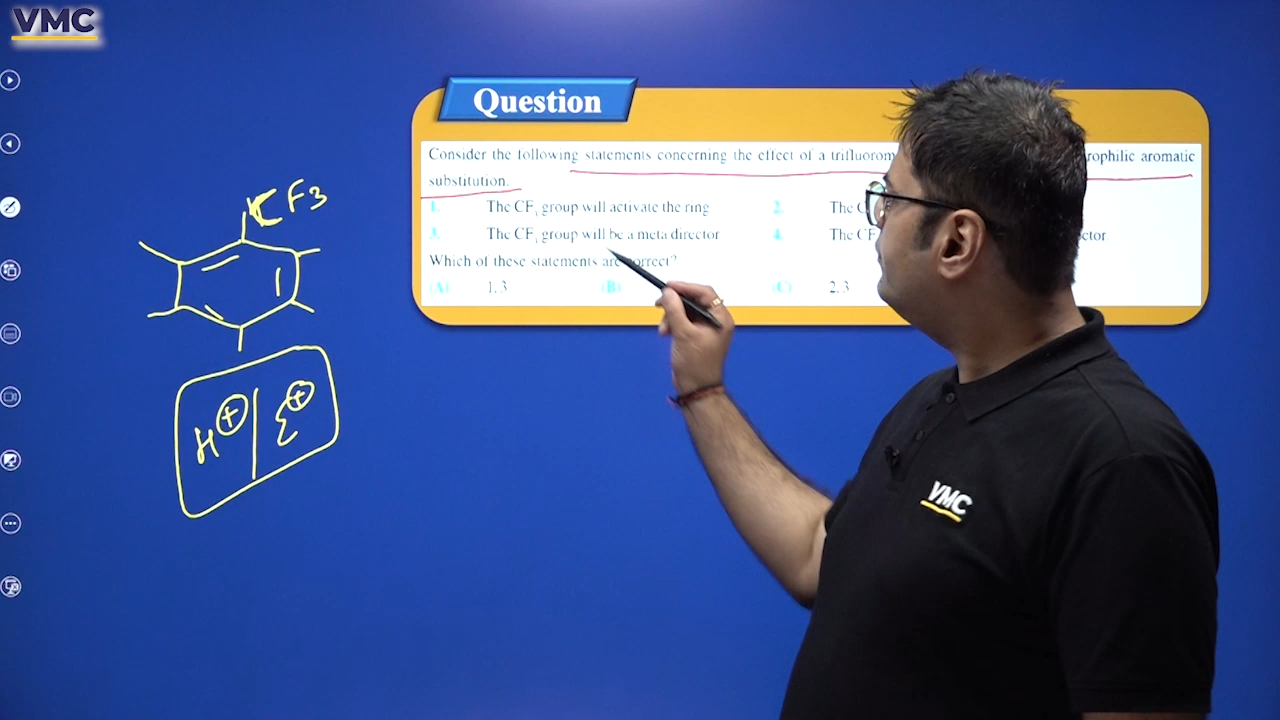 VMC
Question
Consider the following statements concerning the effect of a trifluorom rophilic aromatic
substitution.
1. The CF3 group will activate the ring 2. The
3. The CF3 group will be a meta director 4. The CF ctor
Which of these statements are correct?
(A) 1, 3 (B) (C) 2, 3
CF3
H⊕ | E⊕
VMC